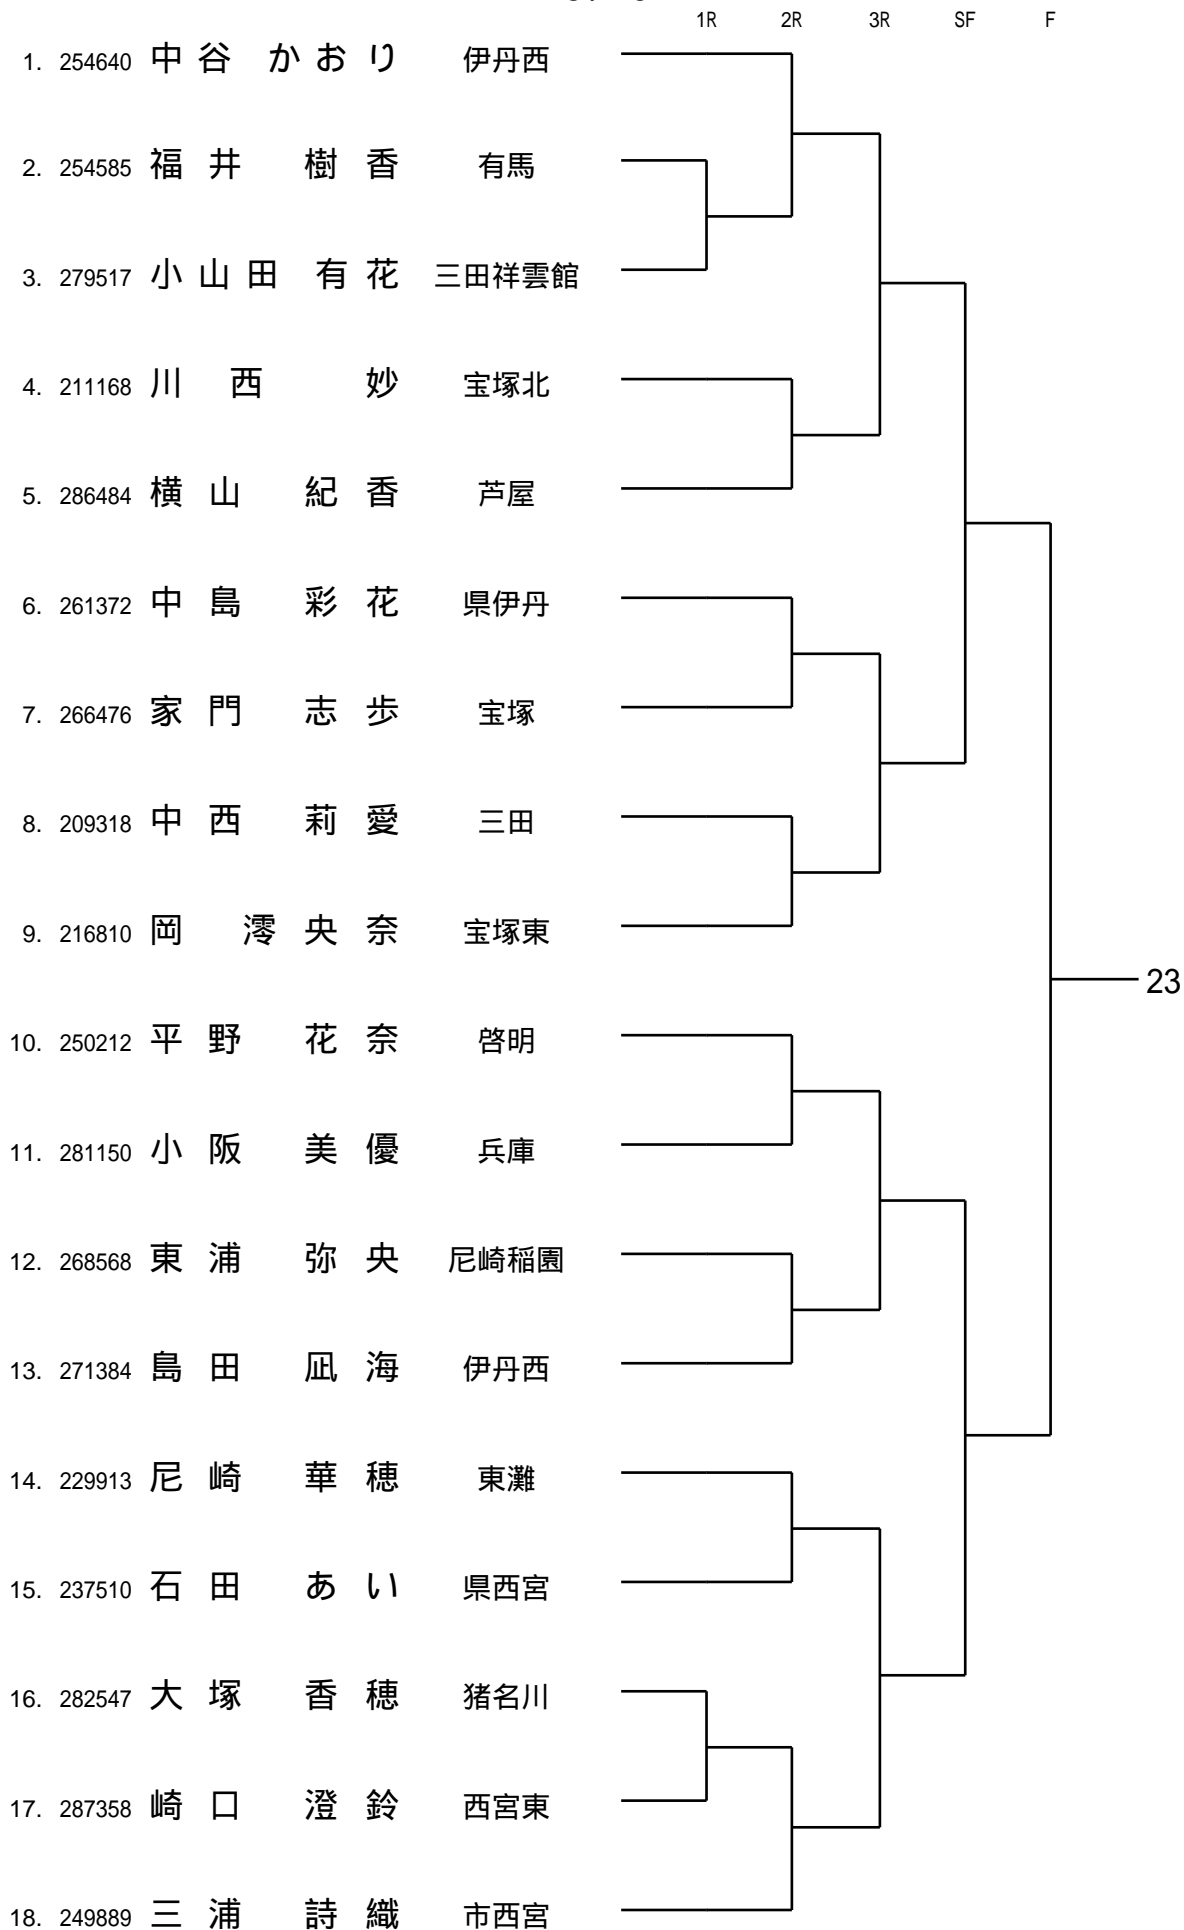 1R 2R 3R SF F
1. 254640 中谷 かおり 伊丹西
2. 254585 福井 樹香 有馬
3. 279517 小山田 有花 三田祥雲館
4. 211168 川西 妙 宝塚北
5. 286484 横山 紀香 芦屋
6. 261372 中島 彩花 県伊丹
7. 266476 家門 志歩 宝塚
8. 209318 中西 莉愛 三田
9. 216810 岡 澪央奈 宝塚東
23
10. 250212 平野 花奈 啓明
11. 281150 小阪 美優 兵庫
12. 268568 東浦 弥央 尼崎稲園
13. 271384 島田 凪海 伊丹西
14. 229913 尼崎 華穂 東灘
15. 237510 石田 あい 県西宮
16. 282547 大塚 香穂 猪名川
17. 287358 崎口 澄鈴 西宮東
18. 249889 三浦 詩織 市西宮